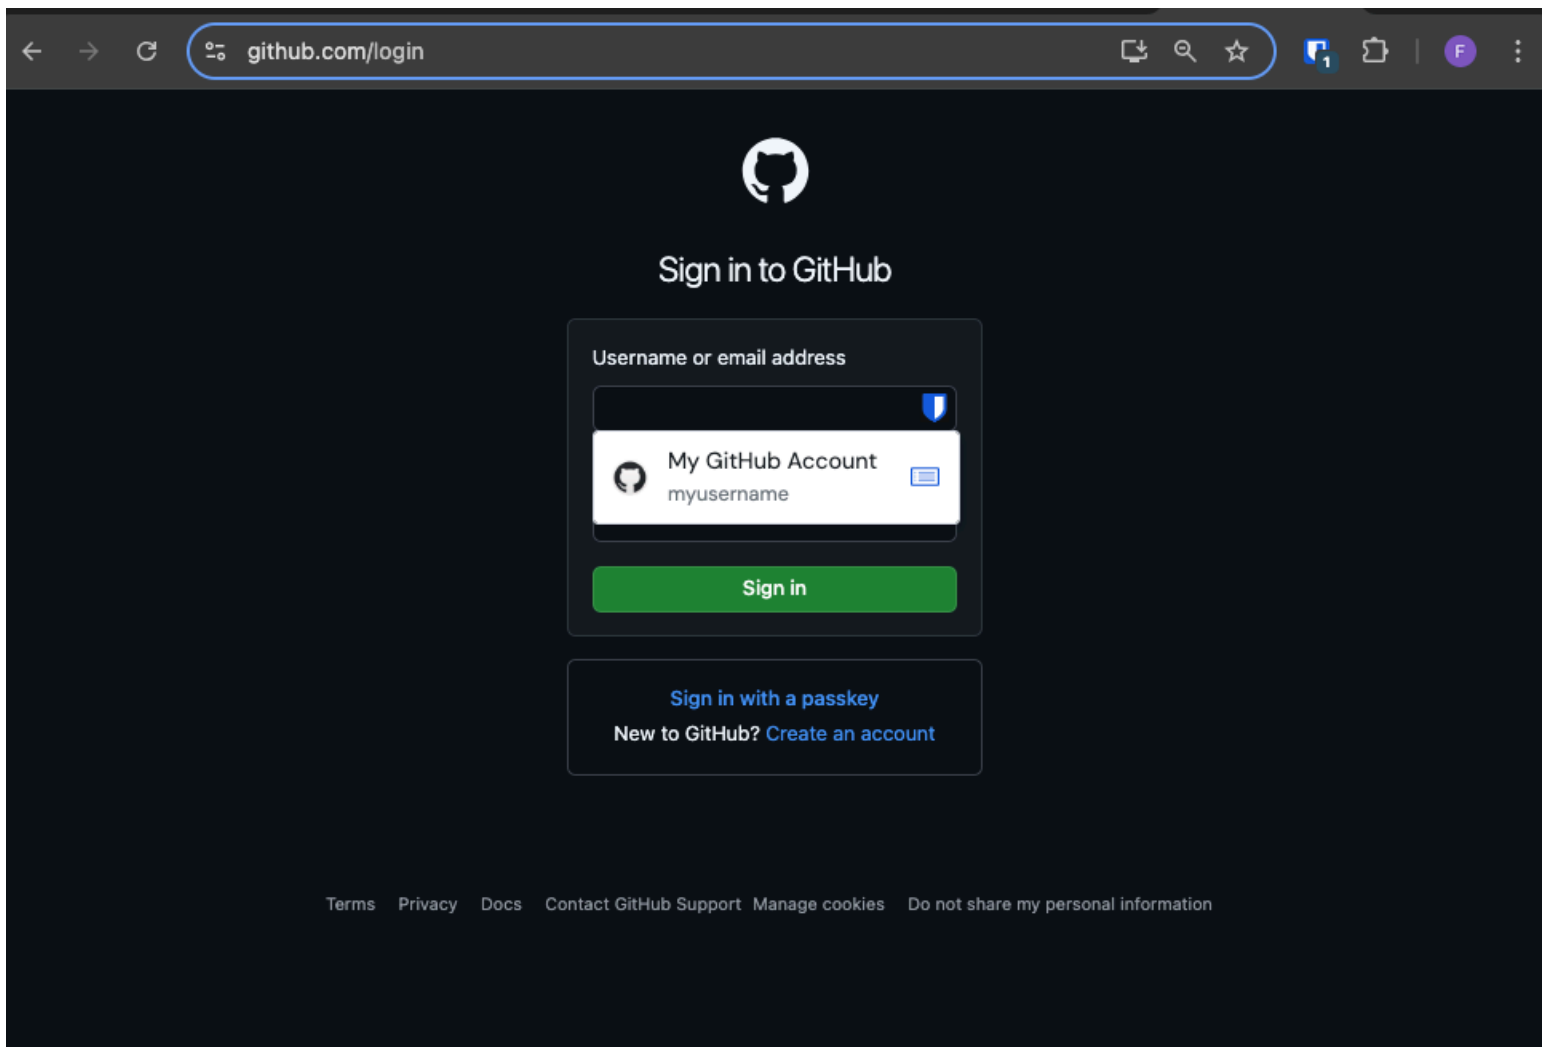 github.com/login
1
F
Sign in to GitHub
Username or email address
My GitHub Account
myusername
Sign in
Sign in with a passkey
New to GitHub? Create an account
Terms Privacy Docs Contact GitHub Support Manage cookies Do not share my personal information